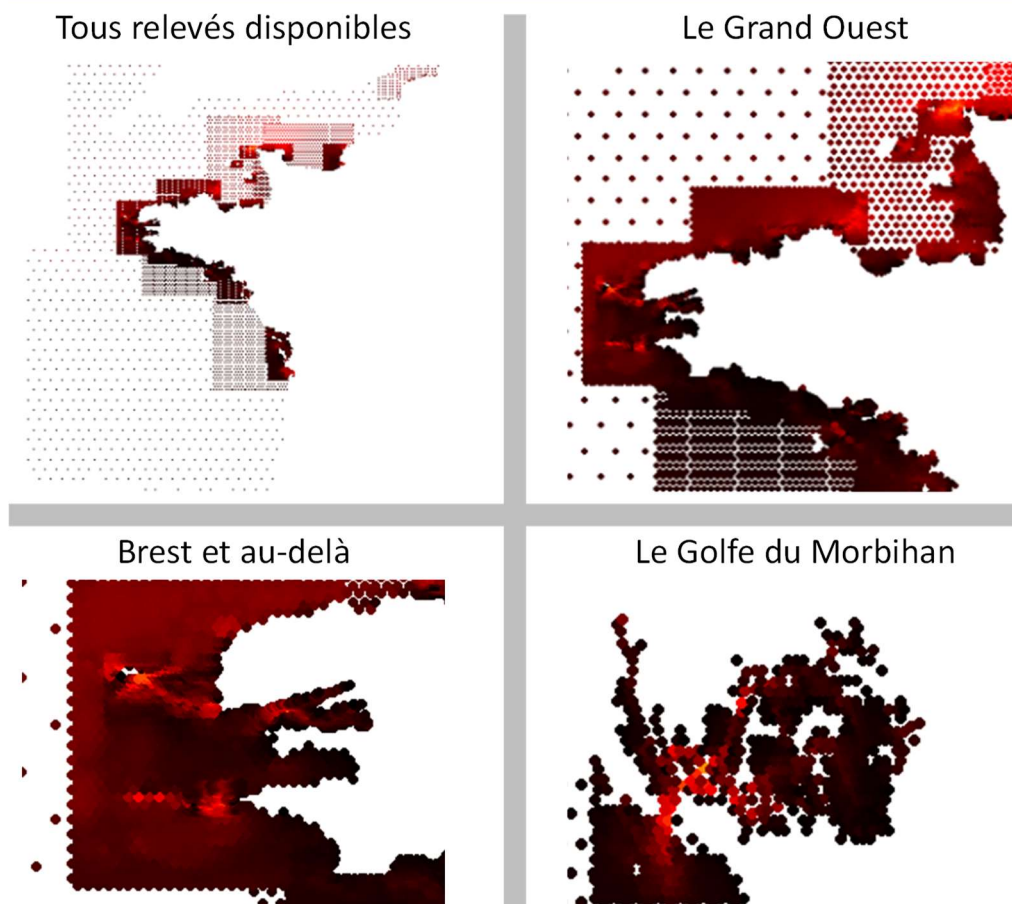 Tous relevés disponibles
Le Grand Ouest
Brest et au-delà
Le Golfe du Morbihan